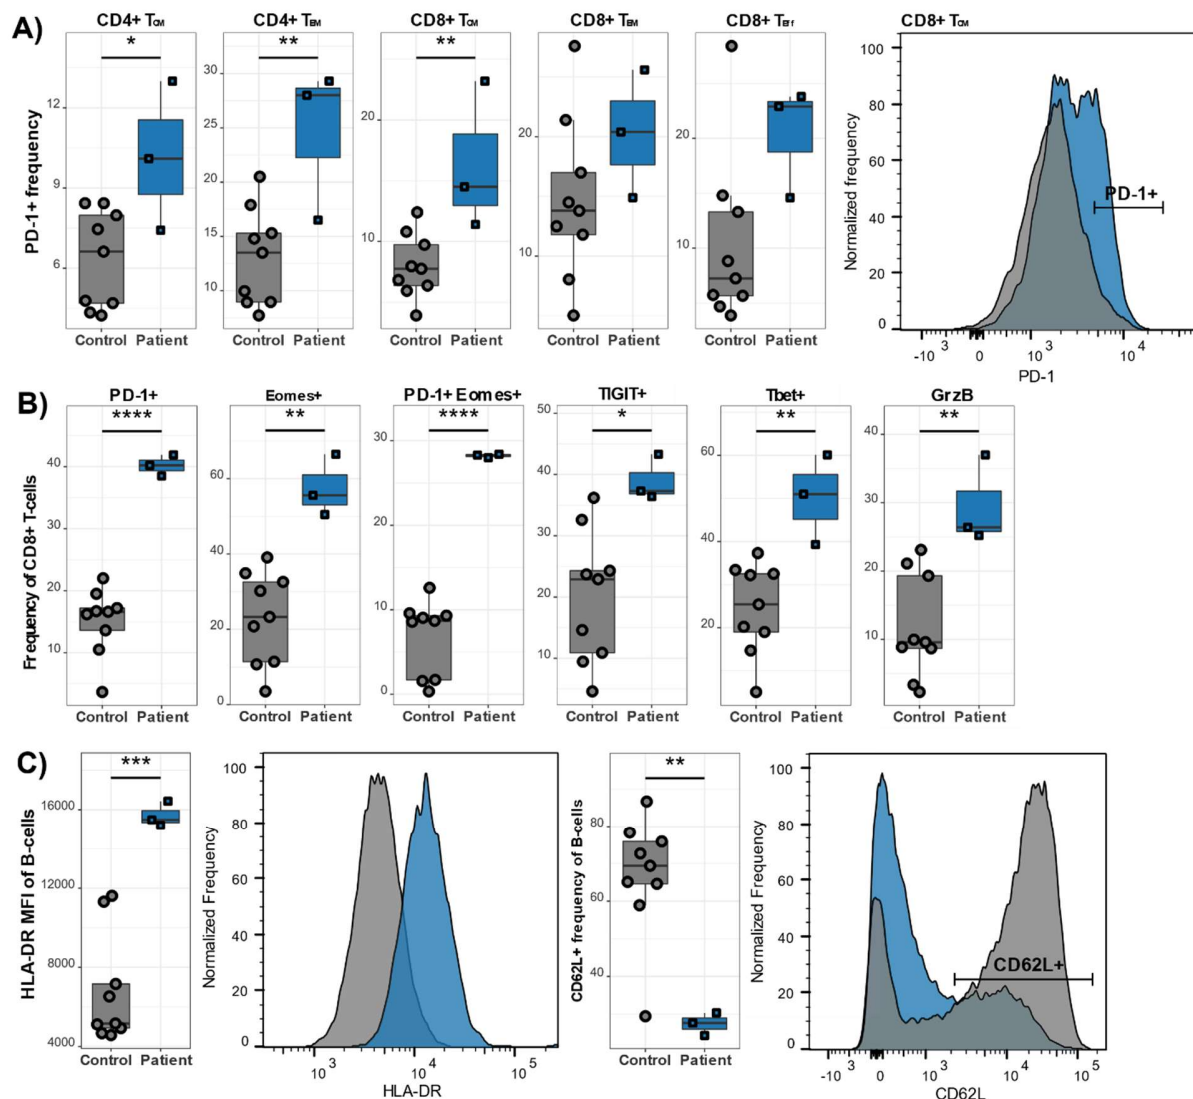 A)
CD4+ TCM
CD4+ TEM
CD8+ TCM
CD8+ TEM
CD8+ TEff
CD8+ TCM
*
**
**
PD-1+ frequency
12
9
6
30
25
20
15
10
20
10
20
10
20
10
Control Patient
Control Patient
Control Patient
Control Patient
Control Patient
Normalized frequency
100
80
60
40
20
0
PD-1+
-10 3
0
10 3
10 4
PD-1
B)
PD-1+
Eomes+
PD-1+ Eomes+
TIGIT+
Tbet+
GrzB
****
**
****
*
**
**
Frequency of CD8+ T-cells
40
30
20
10
60
40
20
0
30
20
10
0
50
40
30
20
10
60
40
20
40
30
20
10
0
Control Patient
Control Patient
Control Patient
Control Patient
Control Patient
Control Patient
C)
***
HLA-DR MFI of B-cells
16000
12000
8000
4000
Control Patient
Normalized Frequency
100
80
60
40
20
0
10 3
10 4
10 5
HLA-DR
**
CD62L+ frequency of B-cells
80
60
40
Control Patient
Normalized Frequency
100
80
60
40
20
0
CD62L+
-10 3
0
10 3
10 4
10 5
CD62L